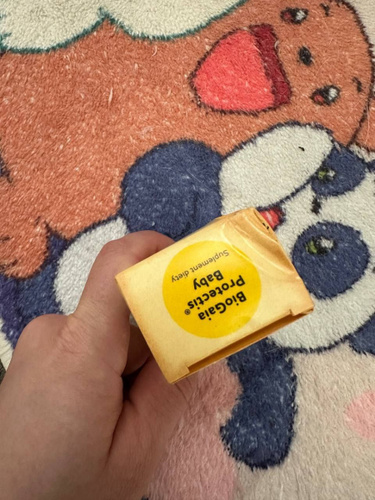 BioGaia
Protectis®
Baby
Suplement diety